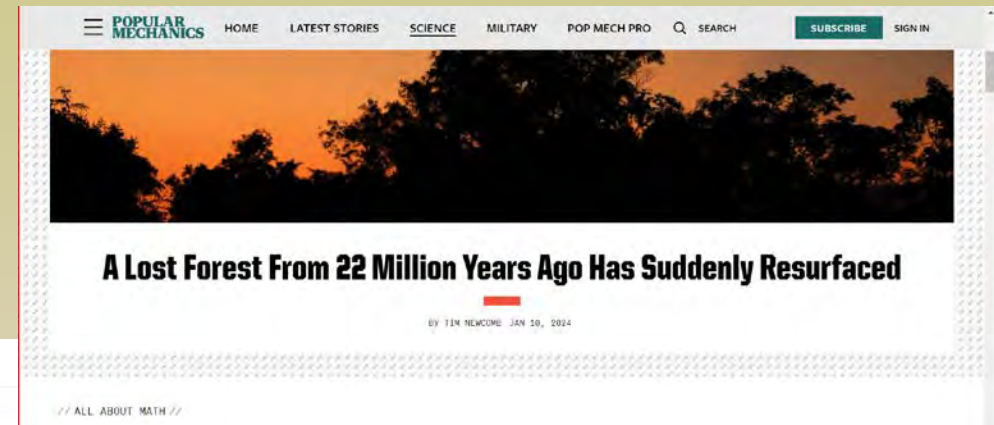 POPULAR
MECHANICS
HOME
LATEST STORIES
SCIENCE
MILITARY
POP MECH PRO
SEARCH
SUBSCRIBE
SIGN IN
A Lost Forest From 22 Million Years Ago Has Suddenly Resurfaced
BY TIM NEWCOMB JAN 10, 2024
// ALL ABOUT MATH //